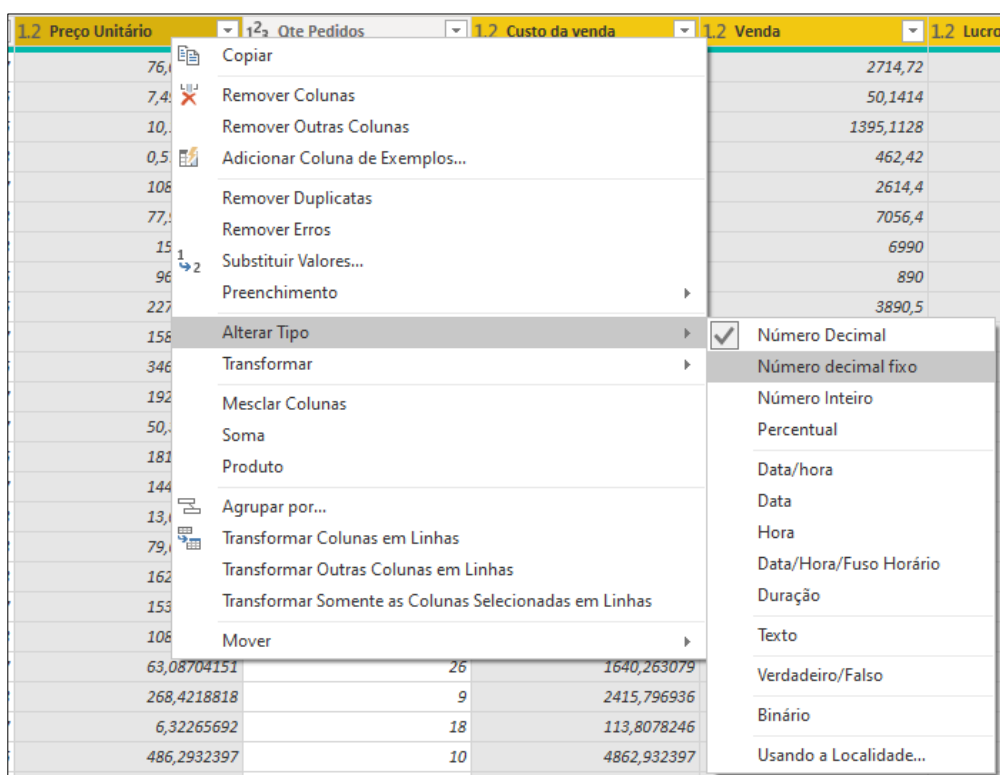 1.2 Preço Unitário 1²₃ Qte Pedidos 1.2 Custo da venda 1.2 Venda 1.2 Lucro
Copiar
Remover Colunas
Remover Outras Colunas
Adicionar Coluna de Exemplos...
Remover Duplicatas
Remover Erros
Substituir Valores...
Preenchimento
Alterar Tipo
Transformar
Mesclar Colunas
Soma
Produto
Agrupar por...
Transformar Colunas em Linhas
Transformar Outras Colunas em Linhas
Transformar Somente as Colunas Selecionadas em Linhas
Mover
Número Decimal
Número decimal fixo
Número Inteiro
Percentual
Data/hora
Data
Hora
Data/Hora/Fuso Horário
Duração
Texto
Verdadeiro/Falso
Binário
Usando a Localidade...
2714,72
50,1414
1395,1128
462,42
2614,4
7056,4
6990
890
3890,5
63,08704151 26 1640,263079
268,4218818 9 2415,796936
6,32265692 18 113,8078246
486,2932397 10 4862,932397